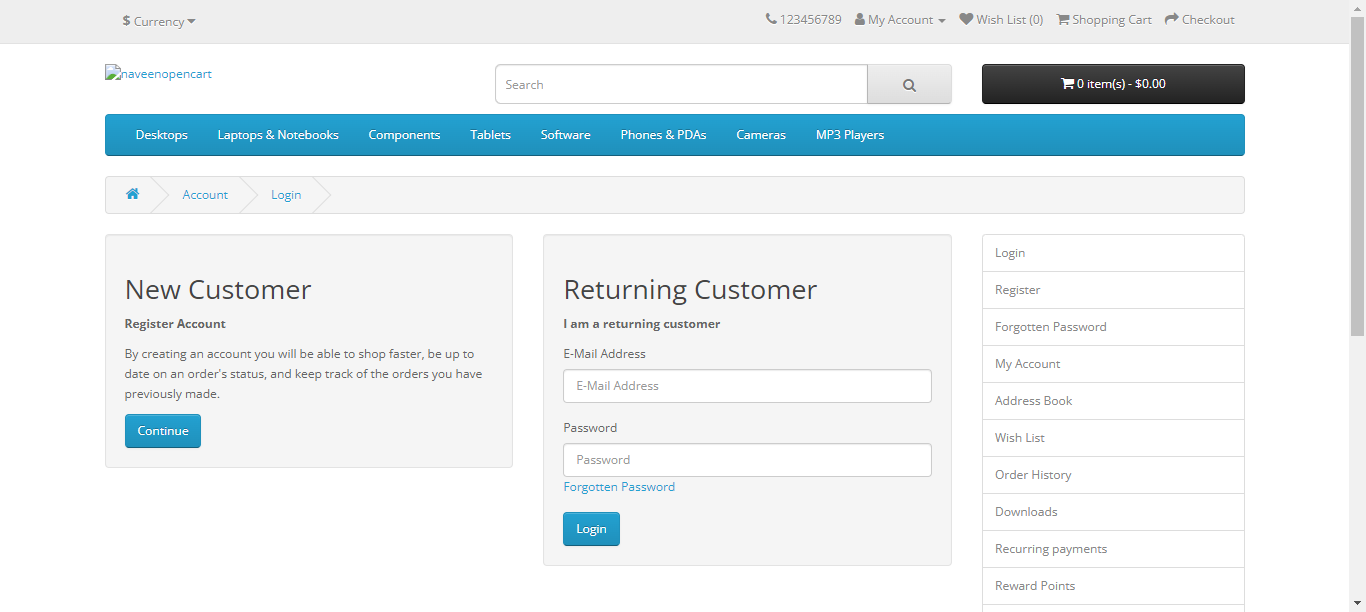 $ Currency
123456789 My Account Wish List (0) Shopping Cart Checkout
naveenopencart
Search
0 item(s) - $0.00
Desktops Laptops & Notebooks Components Tablets Software Phones & PDAs Cameras MP3 Players
Account Login
New Customer
Register Account
By creating an account you will be able to shop faster, be up to
date on an order's status, and keep track of the orders you have
previously made.
Continue
Returning Customer
I am a returning customer
E-Mail Address
E-Mail Address
Password
Password
Forgotten Password
Login
Login
Register
Forgotten Password
My Account
Address Book
Wish List
Order History
Downloads
Recurring payments
Reward Points